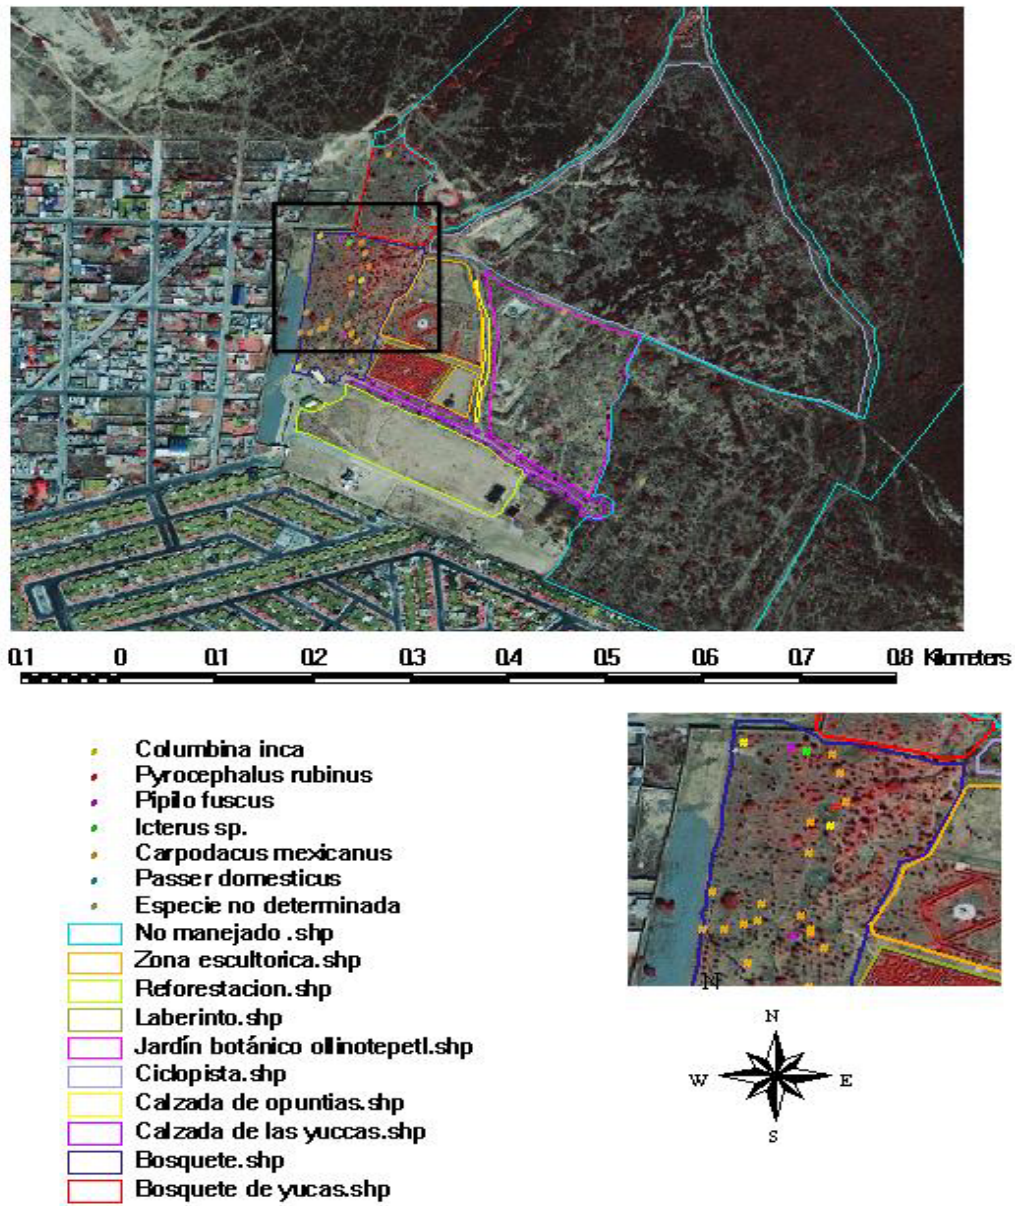 0.1 0 0.1 0.2 0.3 0.4 0.5 0.6 0.7 0.8 Kilometers
Columbina inca
Pyrocephalus rubinus
Pipilo fuscus
Icterus sp.
Carpodacus mexicanus
Passer domesticus
Especie no determinada
No manejado .shp
Zona escultorica.shp
Reforestacion.shp
Laberinto.shp
Jardín botánico ollinotepetl.shp
Ciclopista.shp
Calzada de opuntias.shp
Calzada de las yuccas.shp
Bosquete.shp
Bosquete de yucas.shp
N
N
W E
S